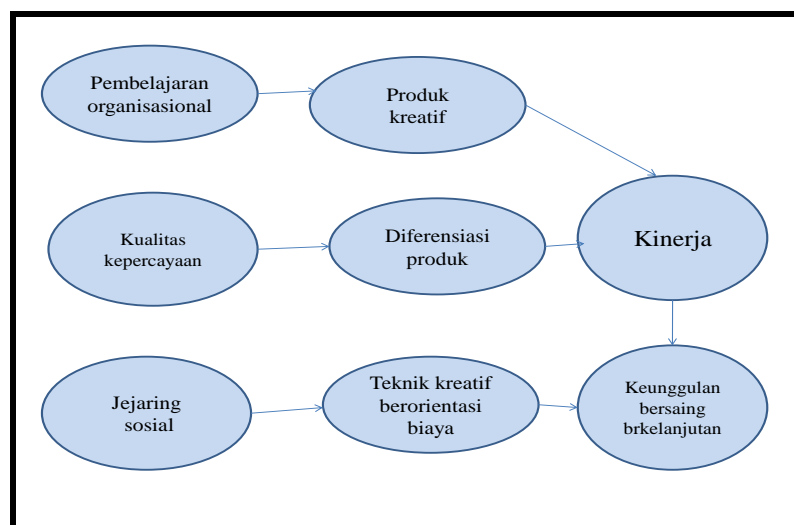 Pembelajaran
organisasional
Produk
kreatif
Kualitas
kepercayaan
Diferensiasi
produk
Kinerja
Jejaring
sosial
Teknik kreatif
berorientasi
biaya
Keunggulan
bersaing
brkelanjutan